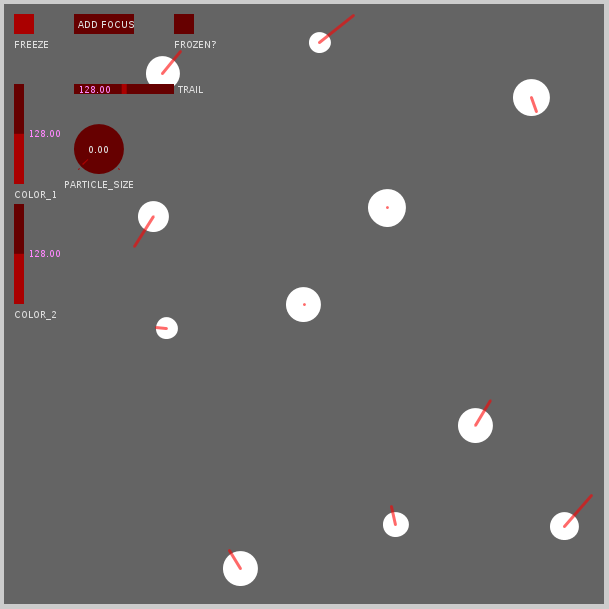 ADD FOCUS
FREEZE
FROZEN?
128.00
TRAIL
128.00
0.00
PARTICLE_SIZE
COLOR_1
128.00
COLOR_2